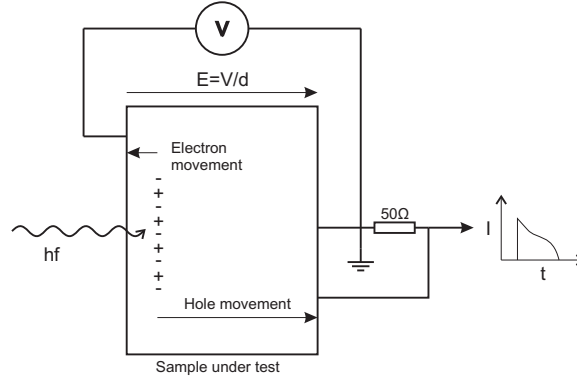 V
E=V/d
Electron
movement
-
+
-
+
-
+
-
+
-
hf
50Ω
I
t
Hole movement
Sample under test